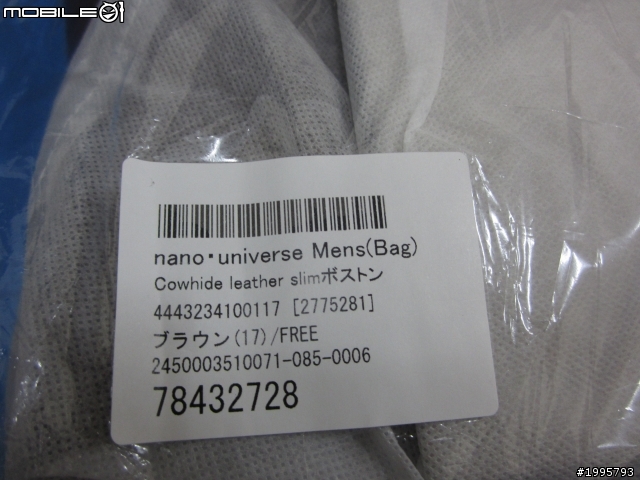 MOBILE01
nano・universe Mens(Bag)
Cowhide leather slimボストン
4443234100117 [2775281]
ブラウン(17)/FREE
2450003510071-085-0006
78432728
#1995793